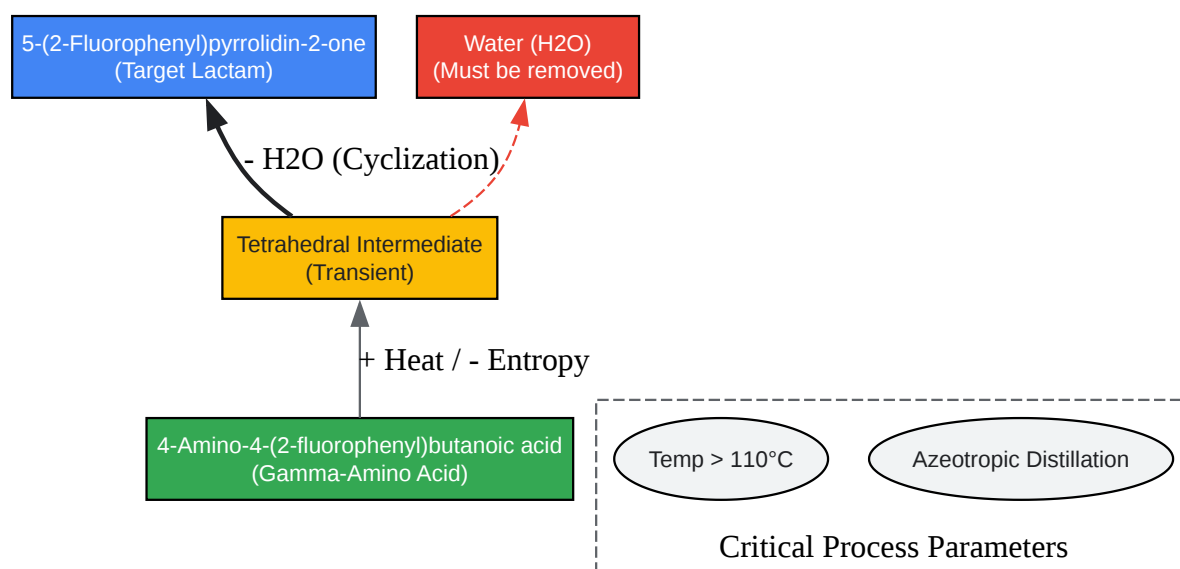 5-(2-Fluorophenyl)pyrrolidin-2-one
(Target Lactam)
Water (H2O)
(Must be removed)
- H2O (Cyclization)
Tetrahedral Intermediate
(Transient)
+ Heat / - Entropy
4-Amino-4-(2-fluorophenyl)butanoic acid
(Gamma-Amino Acid)
Temp > 110°C
Azeotropic Distillation
Critical Process Parameters